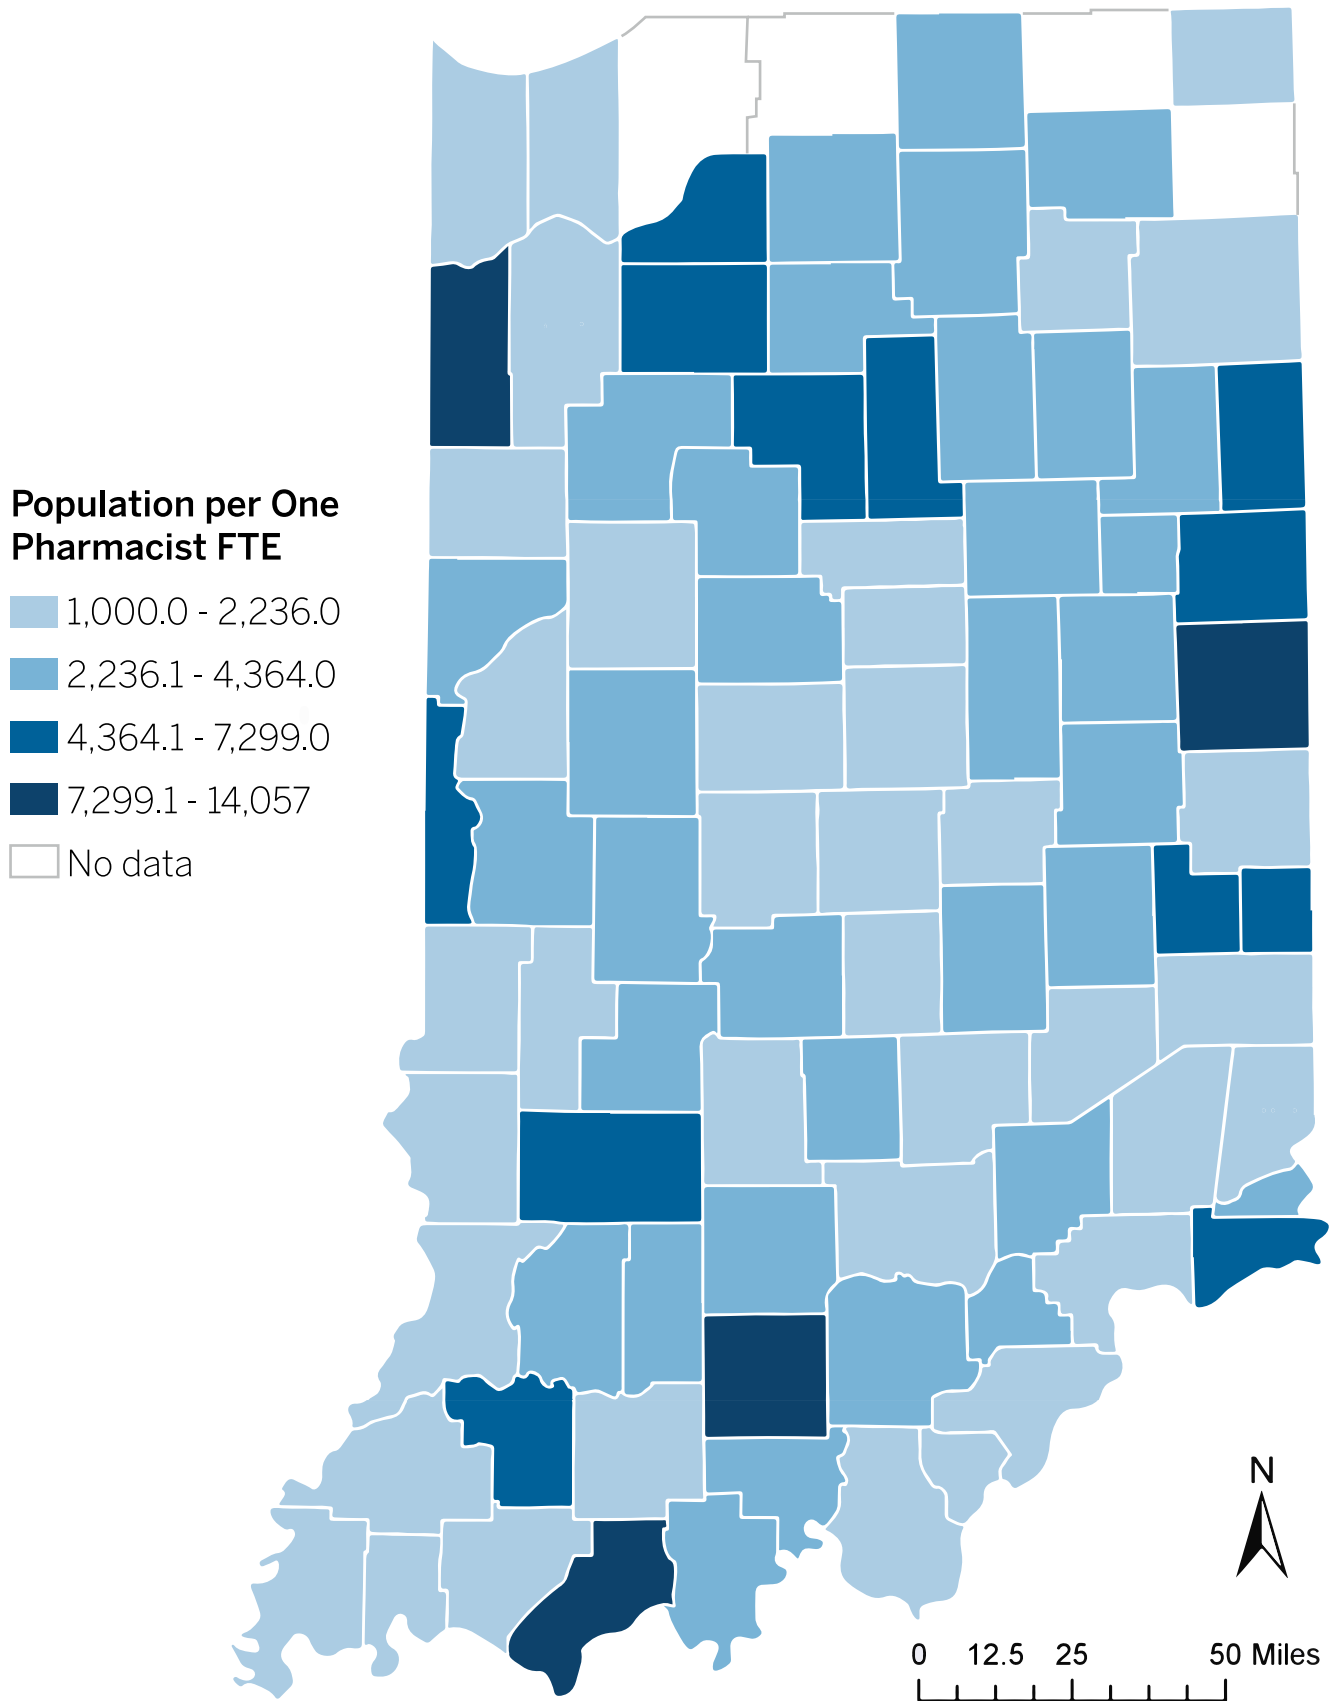 Population per One
Pharmacist FTE
1,000.0 - 2,236.0
2,236.1 - 4,364.0
4,364.1 - 7,299.0
7,299.1 - 14,057
No data
N
0 12.5 25 50 Miles